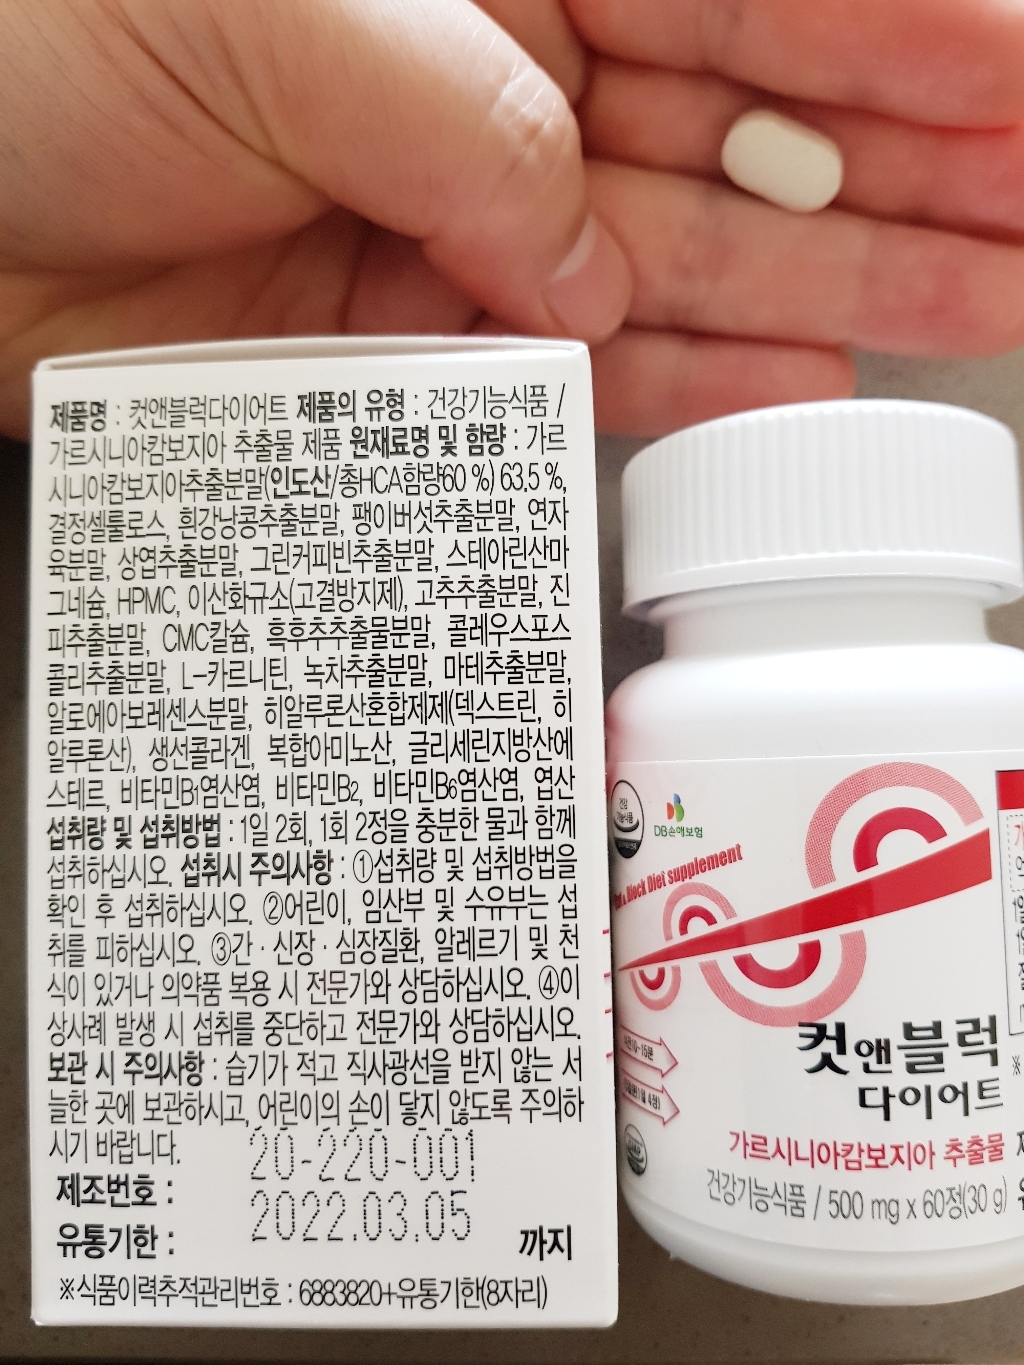 제품명 : 컷앤블럭다이어트 제품의 유형 : 건강기능식품 /
가르시니아캄보지아 추출물 제품 원재료명 및 함량 : 가르
시니아캄보지아추출분말(인도산/총HCA함량60 %) 63.5 %,
결정셀룰로스, 흰강낭콩추출분말, 팽이버섯추출분말, 연자
육분말, 상엽추출분말, 그린커피빈추출분말, 스테아린산마
그네슘, HPMC, 이산화규소(고결방지제), 고추추출분말, 진
피추출분말, CMC칼슘, 흑후추추출물분말, 콜레우스포스
콜리추출분말, L-카르니틴, 녹차추출분말, 마테추출분말,
알로에아보레센스분말, 히알루론산혼합제제(덱스트린, 히
알루론산), 생선콜라겐, 복합아미노산, 글리세린지방산에
스테르, 비타민B1염산염, 비타민B2, 비타민B6염산염, 엽산
섭취량 및 섭취방법 : 1일 2회, 1회 2정을 충분한 물과 함께
섭취하십시오. 섭취시 주의사항 : ①섭취량 및 섭취방법을
확인 후 섭취하십시오. ②어린이, 임산부 및 수유부는 섭
취를 피하십시오. ③간 · 신장 · 심장질환, 알레르기 및 천
식이 있거나 의약품 복용 시 전문가와 상담하십시오. ④이
상사례 발생 시 섭취를 중단하고 전문가와 상담하십시오.
보관 시 주의사항 : 습기가 적고 직사광선을 받지 않는 서
늘한 곳에 보관하시고, 어린이의 손이 닿지 않도록 주의하
시기 바랍니다.
제조번호 : 20-220-001
유통기한 : 2022.03.05 까지
※식품이력추적관리번호 : 6883820+유통기한(8자리)
건강
기능식품
DB손해보험
Block Diet supplement
컷앤블럭
다이어트
가르시니아캄보지아 추출물
건강기능식품 / 500 mg x 60정(30 g)
GMP